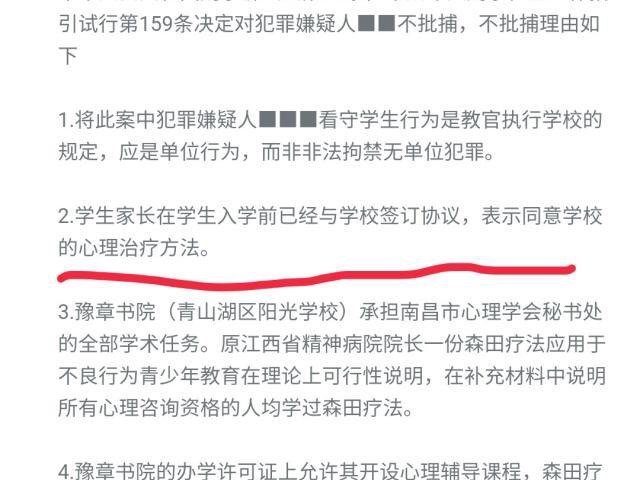 引试行第159条决定对犯罪嫌疑人■■不批捕，不批捕理由如
下
1.将此案中犯罪嫌疑人■■■看守学生行为是教官执行学校的
规定，应是单位行为，而非非法拘禁无单位犯罪。
2.学生家长在学生入学前已经与学校签订协议，表示同意学校
的心理治疗方法。
3.豫章书院（青山湖区阳光学校）承担南昌市心理学会秘书处
的全部学术任务。原江西省精神病院院长一份森田疗法应用于
不良行为青少年教育在理论上可行性说明，在补充材料中说明
所有心理咨询资格的人均学过森田疗法。
4.豫章书院的办学许可证上允许其开设心理辅导课程，森田疗